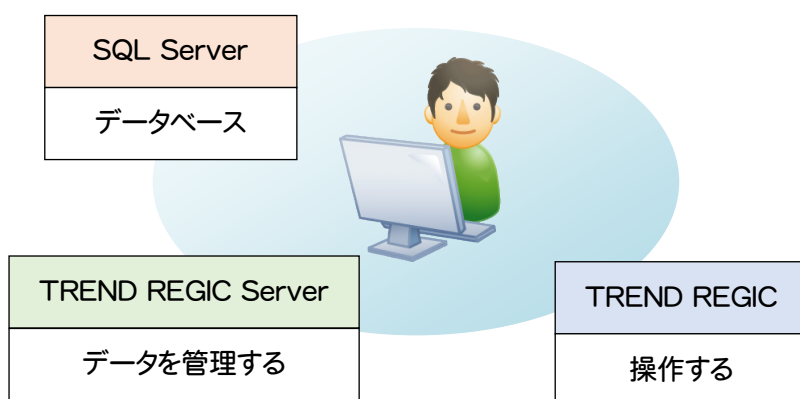 SQL Server
データベース
TREND REGIC Server
データを管理する
TREND REGIC
操作する